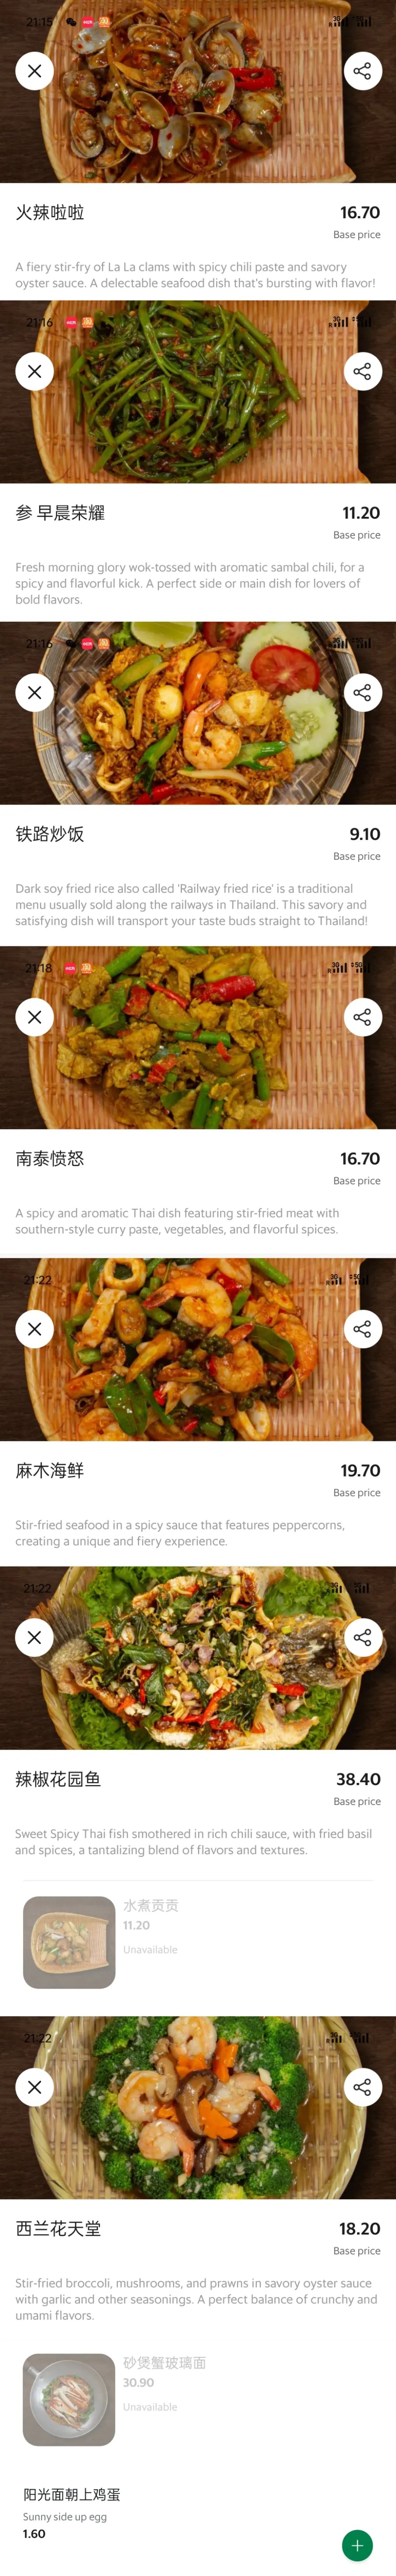 21:15
火辣啦啦 16.70
Base price
A fiery stir-fry of La La clams with spicy chili paste and savory
oyster sauce. A delectable seafood dish that's bursting with flavor!
21:16
参 早晨荣耀 11.20
Base price
Fresh morning glory wok-tossed with aromatic sambal chili, for a
spicy and flavorful kick. A perfect side or main dish for lovers of
bold flavors.
21:16
铁路炒饭 9.10
Base price
Dark soy fried rice also called 'Railway fried rice' is a traditional
menu usually sold along the railways in Thailand. This savory and
satisfying dish will transport your taste buds straight to Thailand!
21:18
南泰愤怒 16.70
Base price
A spicy and aromatic Thai dish featuring stir-fried meat with
southern-style curry paste, vegetables, and flavorful spices.
21:22
麻木海鲜 19.70
Base price
Stir-fried seafood in a spicy sauce that features peppercorns,
creating a unique and fiery experience.
21:22
辣椒花园鱼 38.40
Base price
Sweet Spicy Thai fish smothered in rich chili sauce, with fried basil
and spices, a tantalizing blend of flavors and textures.
水煮贡贡
11.20
Unavailable
21:22
西兰花天堂 18.20
Base price
Stir-fried broccoli, mushrooms, and prawns in savory oyster sauce
with garlic and other seasonings. A perfect balance of crunchy and
umami flavors.
砂煲蟹玻璃面
30.90
Unavailable
阳光面朝上鸡蛋
Sunny side up egg
1.60